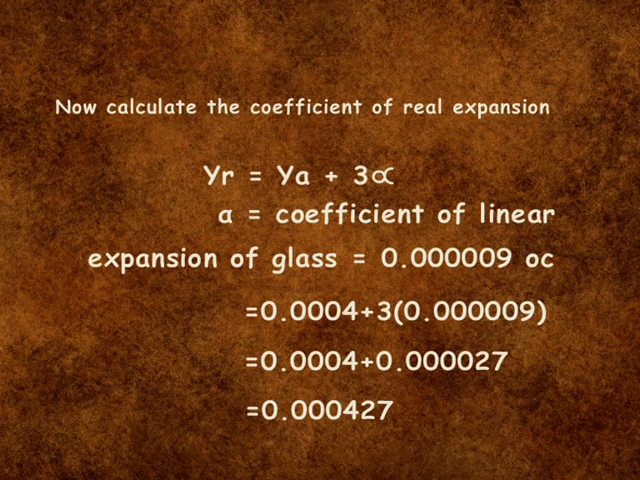 Now calculate the coefficient of real expansion
Yr = Ya + 3∝
α = coefficient of linear
expansion of glass = 0.000009 oc
=0.0004+3(0.000009)
=0.0004+0.000027
=0.000427